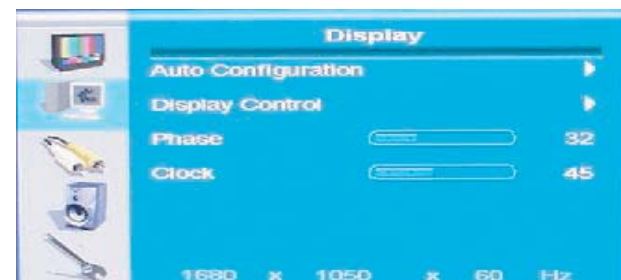 Display
Auto Configuration
Display Control
Phase 32
Clock 45
1680 x 1050 x 60 Hz